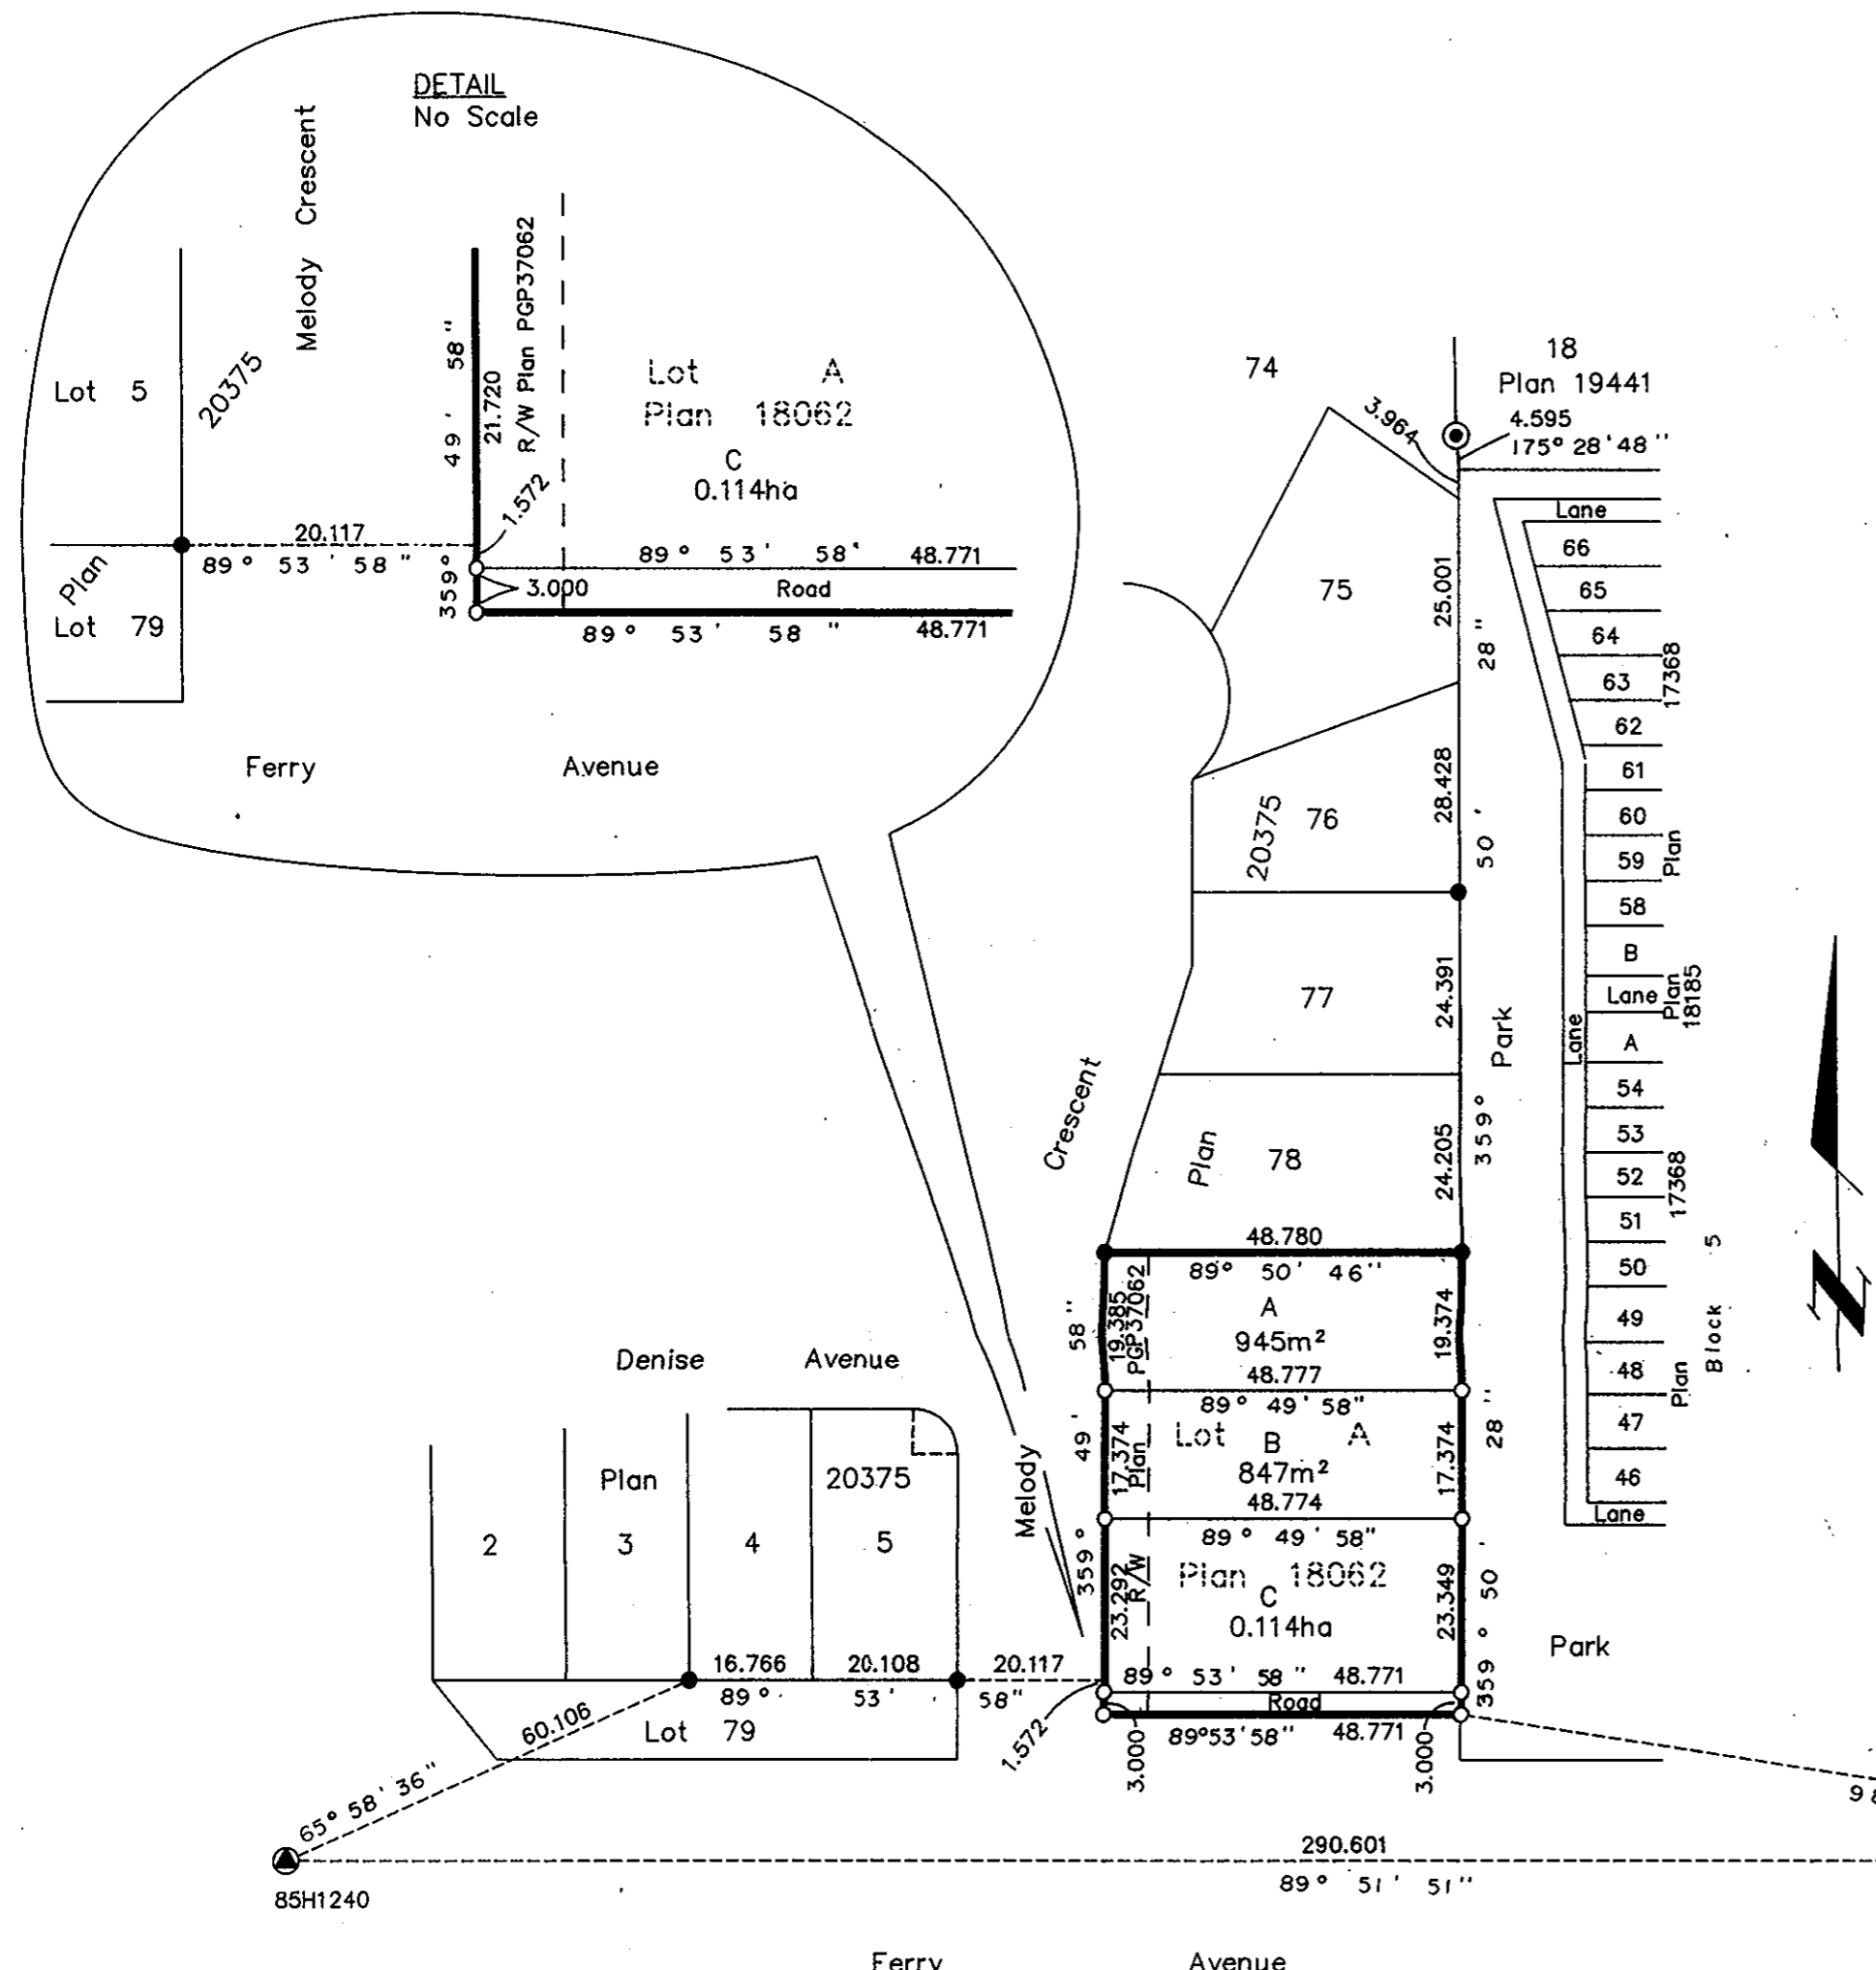 DETAIL
No Scale
Melody Crescent
Lot 5
20375
49' 58"
21.720
R/W Plan PGP37062
Lot A
Plan 18062
C
0.114ha
1.572
20.117
89° 53' 58"
359°
89° 53' 58' 48.771
3.000
Road
Plan
Lot 79
89° 53' 58" 48.771
Ferry Avenue
74
18
Plan 19441
3.964
4.595
175° 28' 48"
Lane
66
65
64
63
62
61
60
59
58
B
Lane
A
54
53
52
51
50
49
48
47
46
Lane
17368
Plan
Plan
18185
17368
Block 5
Plan
Lane
75
25.001
28"
76
20375
28.428
50'
77
24.391
Park
Crescent
Plan
78
24.205
359°
48.780
89° 50' 46"
58"
19.385
PGP37062
A
945m²
19.374
48.777
89° 49' 58"
49'
17.374
Plan
Lot A
B
847m²
17.374
28"
48.774
89° 49' 58"
Melody
359°
23.292
R/W
Plan 18062
C
0.114ha
23.349
359° 50'
Park
89° 53' 58" 48.771
Road
89°53'58" 48.771
1.572
3.000
3.000
Denise Avenue
Plan
20375
2
3
4
5
16.766
20.108
20.117
89° 53' 58"
60.106
Lot 79
65° 58' 36"
85H1240
290.601
89° 51' 51"
98
Ferry Avenue
N